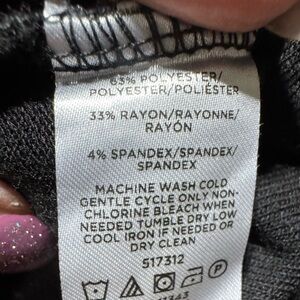 63% POLYESTER/
POLYESTER/POLIÉSTER
33% RAYON/RAYONNE/
RAYÓN
4% SPANDEX/SPANDEX/
SPANDEX
MACHINE WASH COLD
GENTLE CYCLE ONLY NON-
CHLORINE BLEACH WHEN
NEEDED TUMBLE DRY LOW
COOL IRON IF NEEDED OR
DRY CLEAN
517312